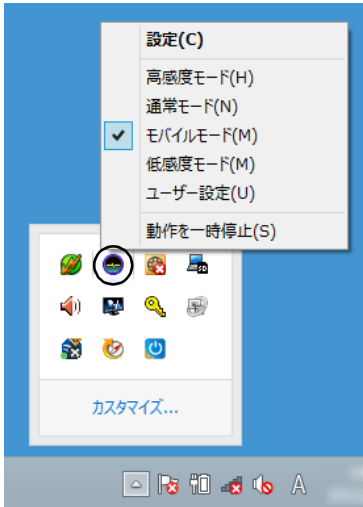 設定(C)
高感度モード(H)
通常モード(N)
モバイルモード(M)
低感度モード(M)
ユーザー設定(U)
動作を一時停止(S)
SD
カスタマイズ...
A